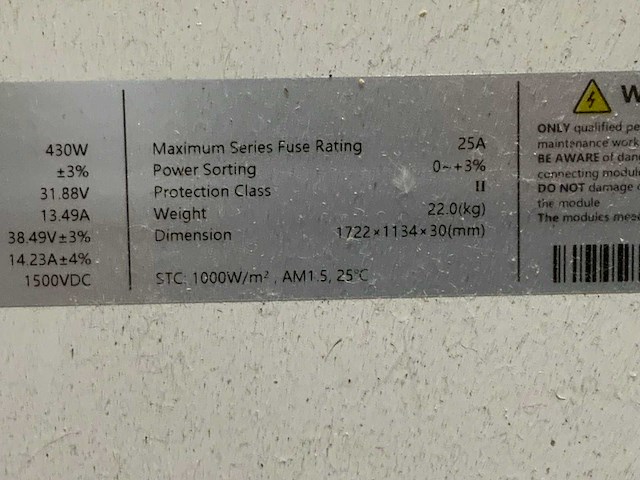 430W
±3%
31.88V
13.49A
38.49V±3%
14.23A±4%
1500VDC
Maximum Series Fuse Rating 25A
Power Sorting 0~+3%
Protection Class II
Weight 22.0(kg)
Dimension 1722×1134×30(mm)
STC: 1000W/m², AM1.5, 25°C
W
ONLY qualified pe
maintenance work
BE AWARE of dan
connecting modul
DO NOT damage
the module
The modules